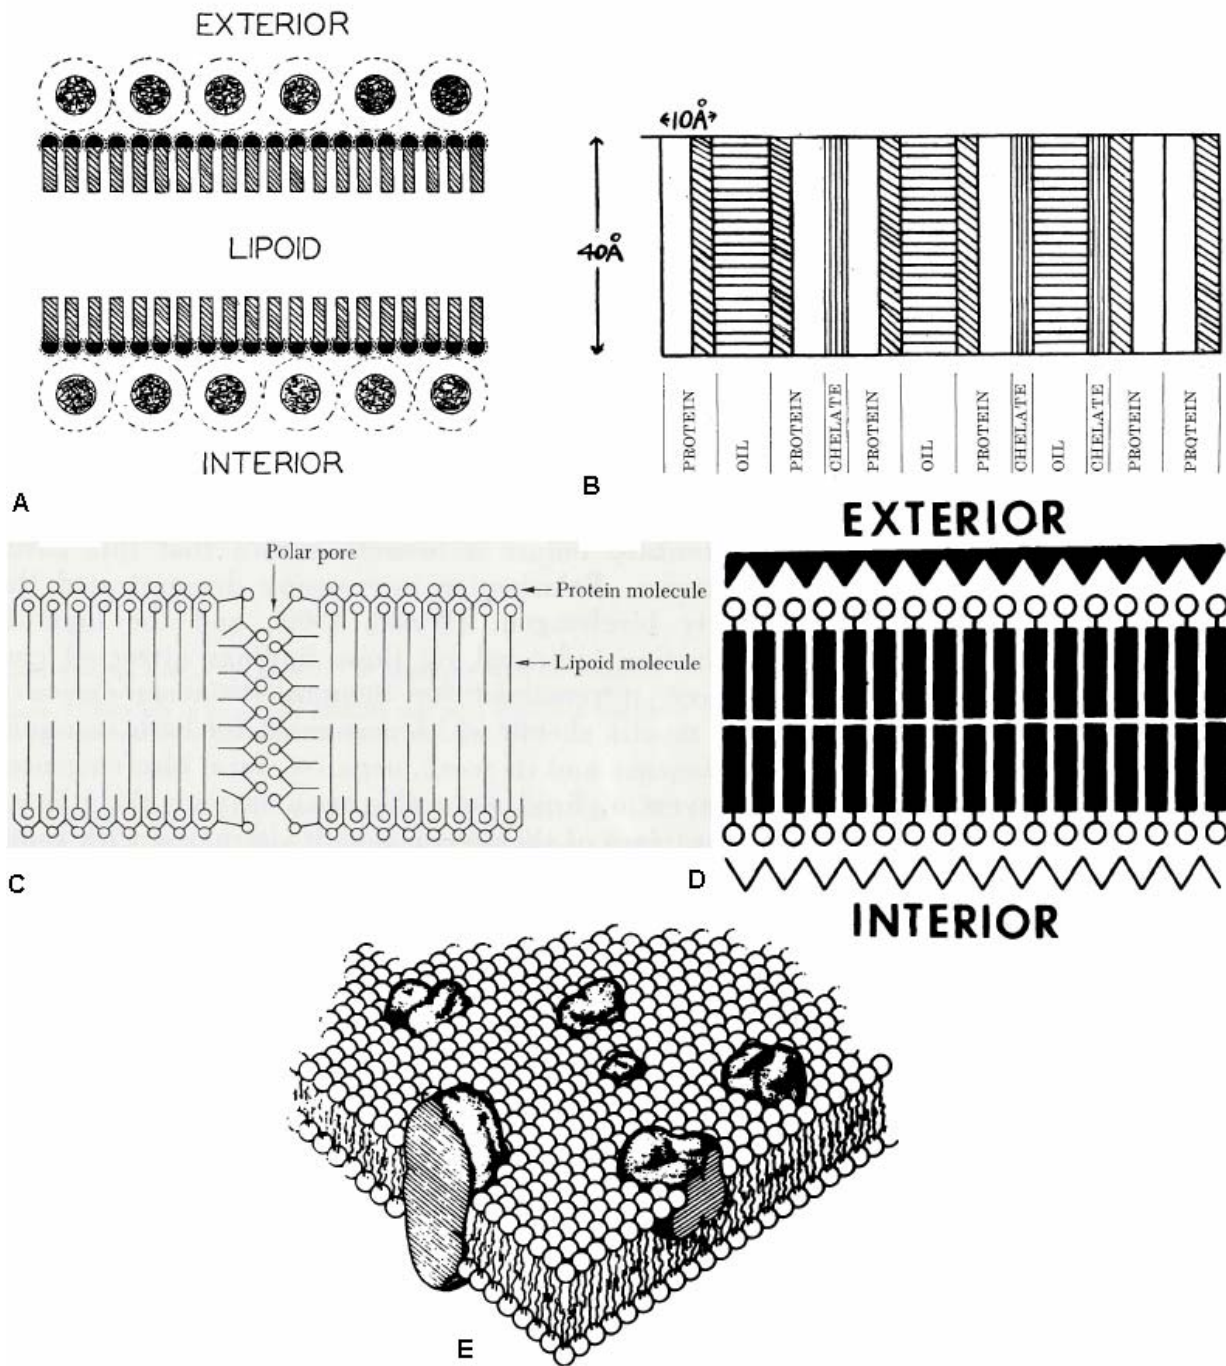 EXTERIOR
LIPOID
INTERIOR
A
←10Å→
40Å
PROTEIN
OIL
PROTEIN
CHELATE
PROTEIN
OIL
PROTEIN
CHELATE
OIL
CHELATE
PROTEIN
PROTEIN
B
Polar pore
Protein molecule
Lipoid molecule
C
EXTERIOR
INTERIOR
D
E